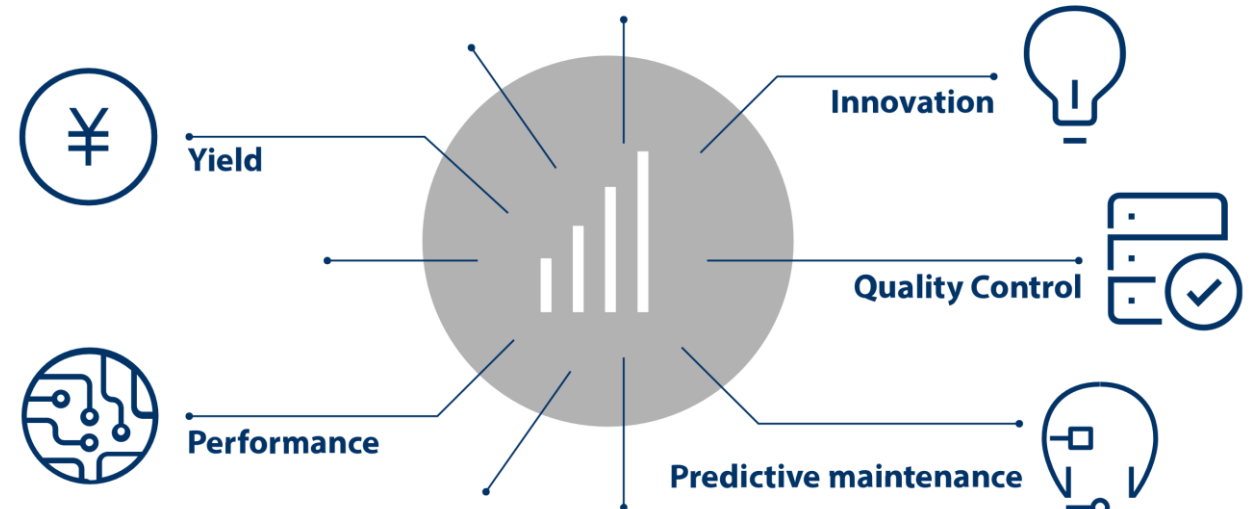 ¥
Yield
Innovation
Quality Control
Performance
Predictive maintenance